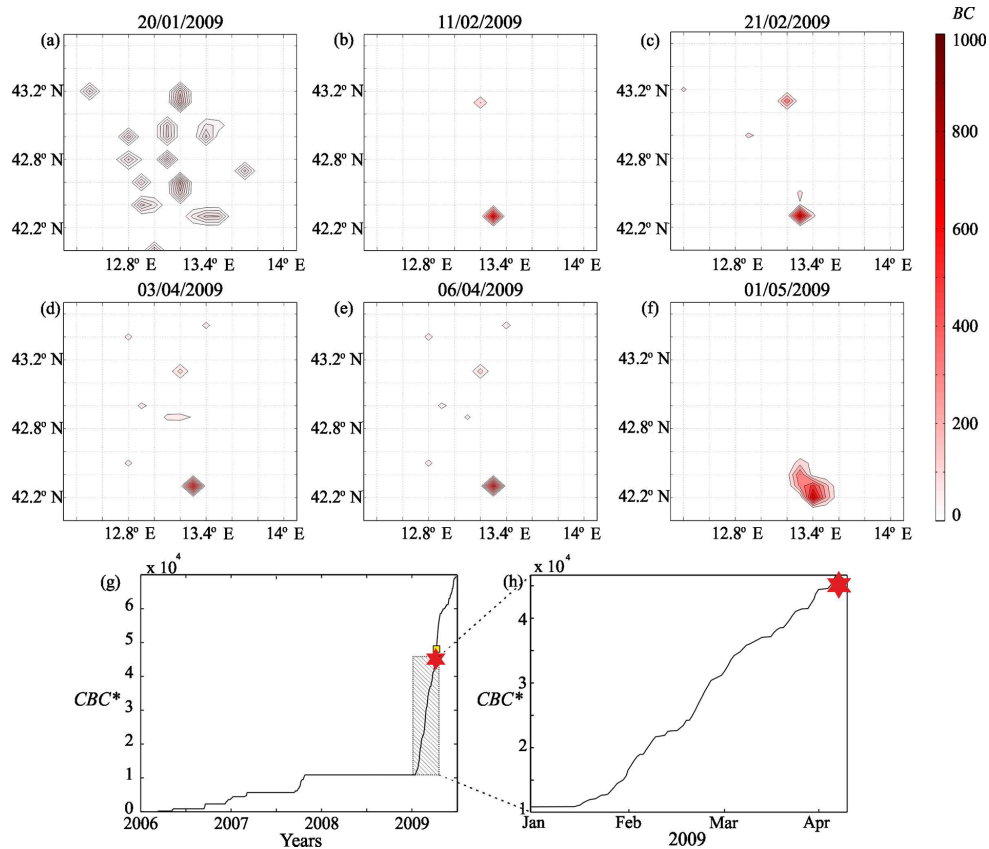 20/01/2009 11/02/2009 21/02/2009 BC
(a) (b) (c) 1000
43.2º N 43.2º N 43.2º N
800
42.8º N 42.8º N 42.8º N
42.2º N 42.2º N 42.2º N
600
12.8º E 13.4º E 14º E 12.8º E 13.4º E 14º E 12.8º E 13.4º E 14º E
03/04/2009 06/04/2009 01/05/2009
(d) (e) (f)
400
43.2º N 43.2º N 43.2º N
42.8º N 42.8º N 42.8º N
200
42.2º N 42.2º N 42.2º N
0
12.8º E 13.4º E 14º E 12.8º E 13.4º E 14º E 12.8º E 13.4º E 14º E
x 10⁴ x 10⁴
(g) (h)
6
5
4
CBC*
3
2
1
0
2006 2007 2008 2009
Years
4
CBC*
3
2
1
Jan Feb Mar Apr
2009